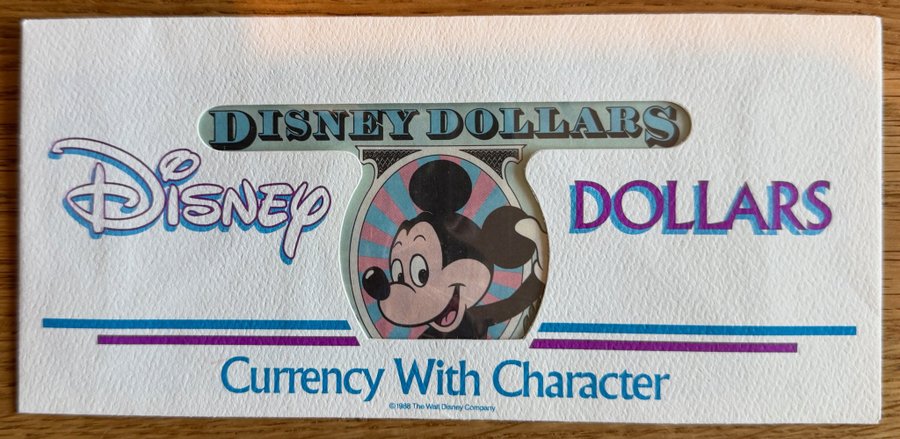 DISNEY DOLLARS
Disney DOLLARS
Currency With Character
©1988 The Walt Disney Company